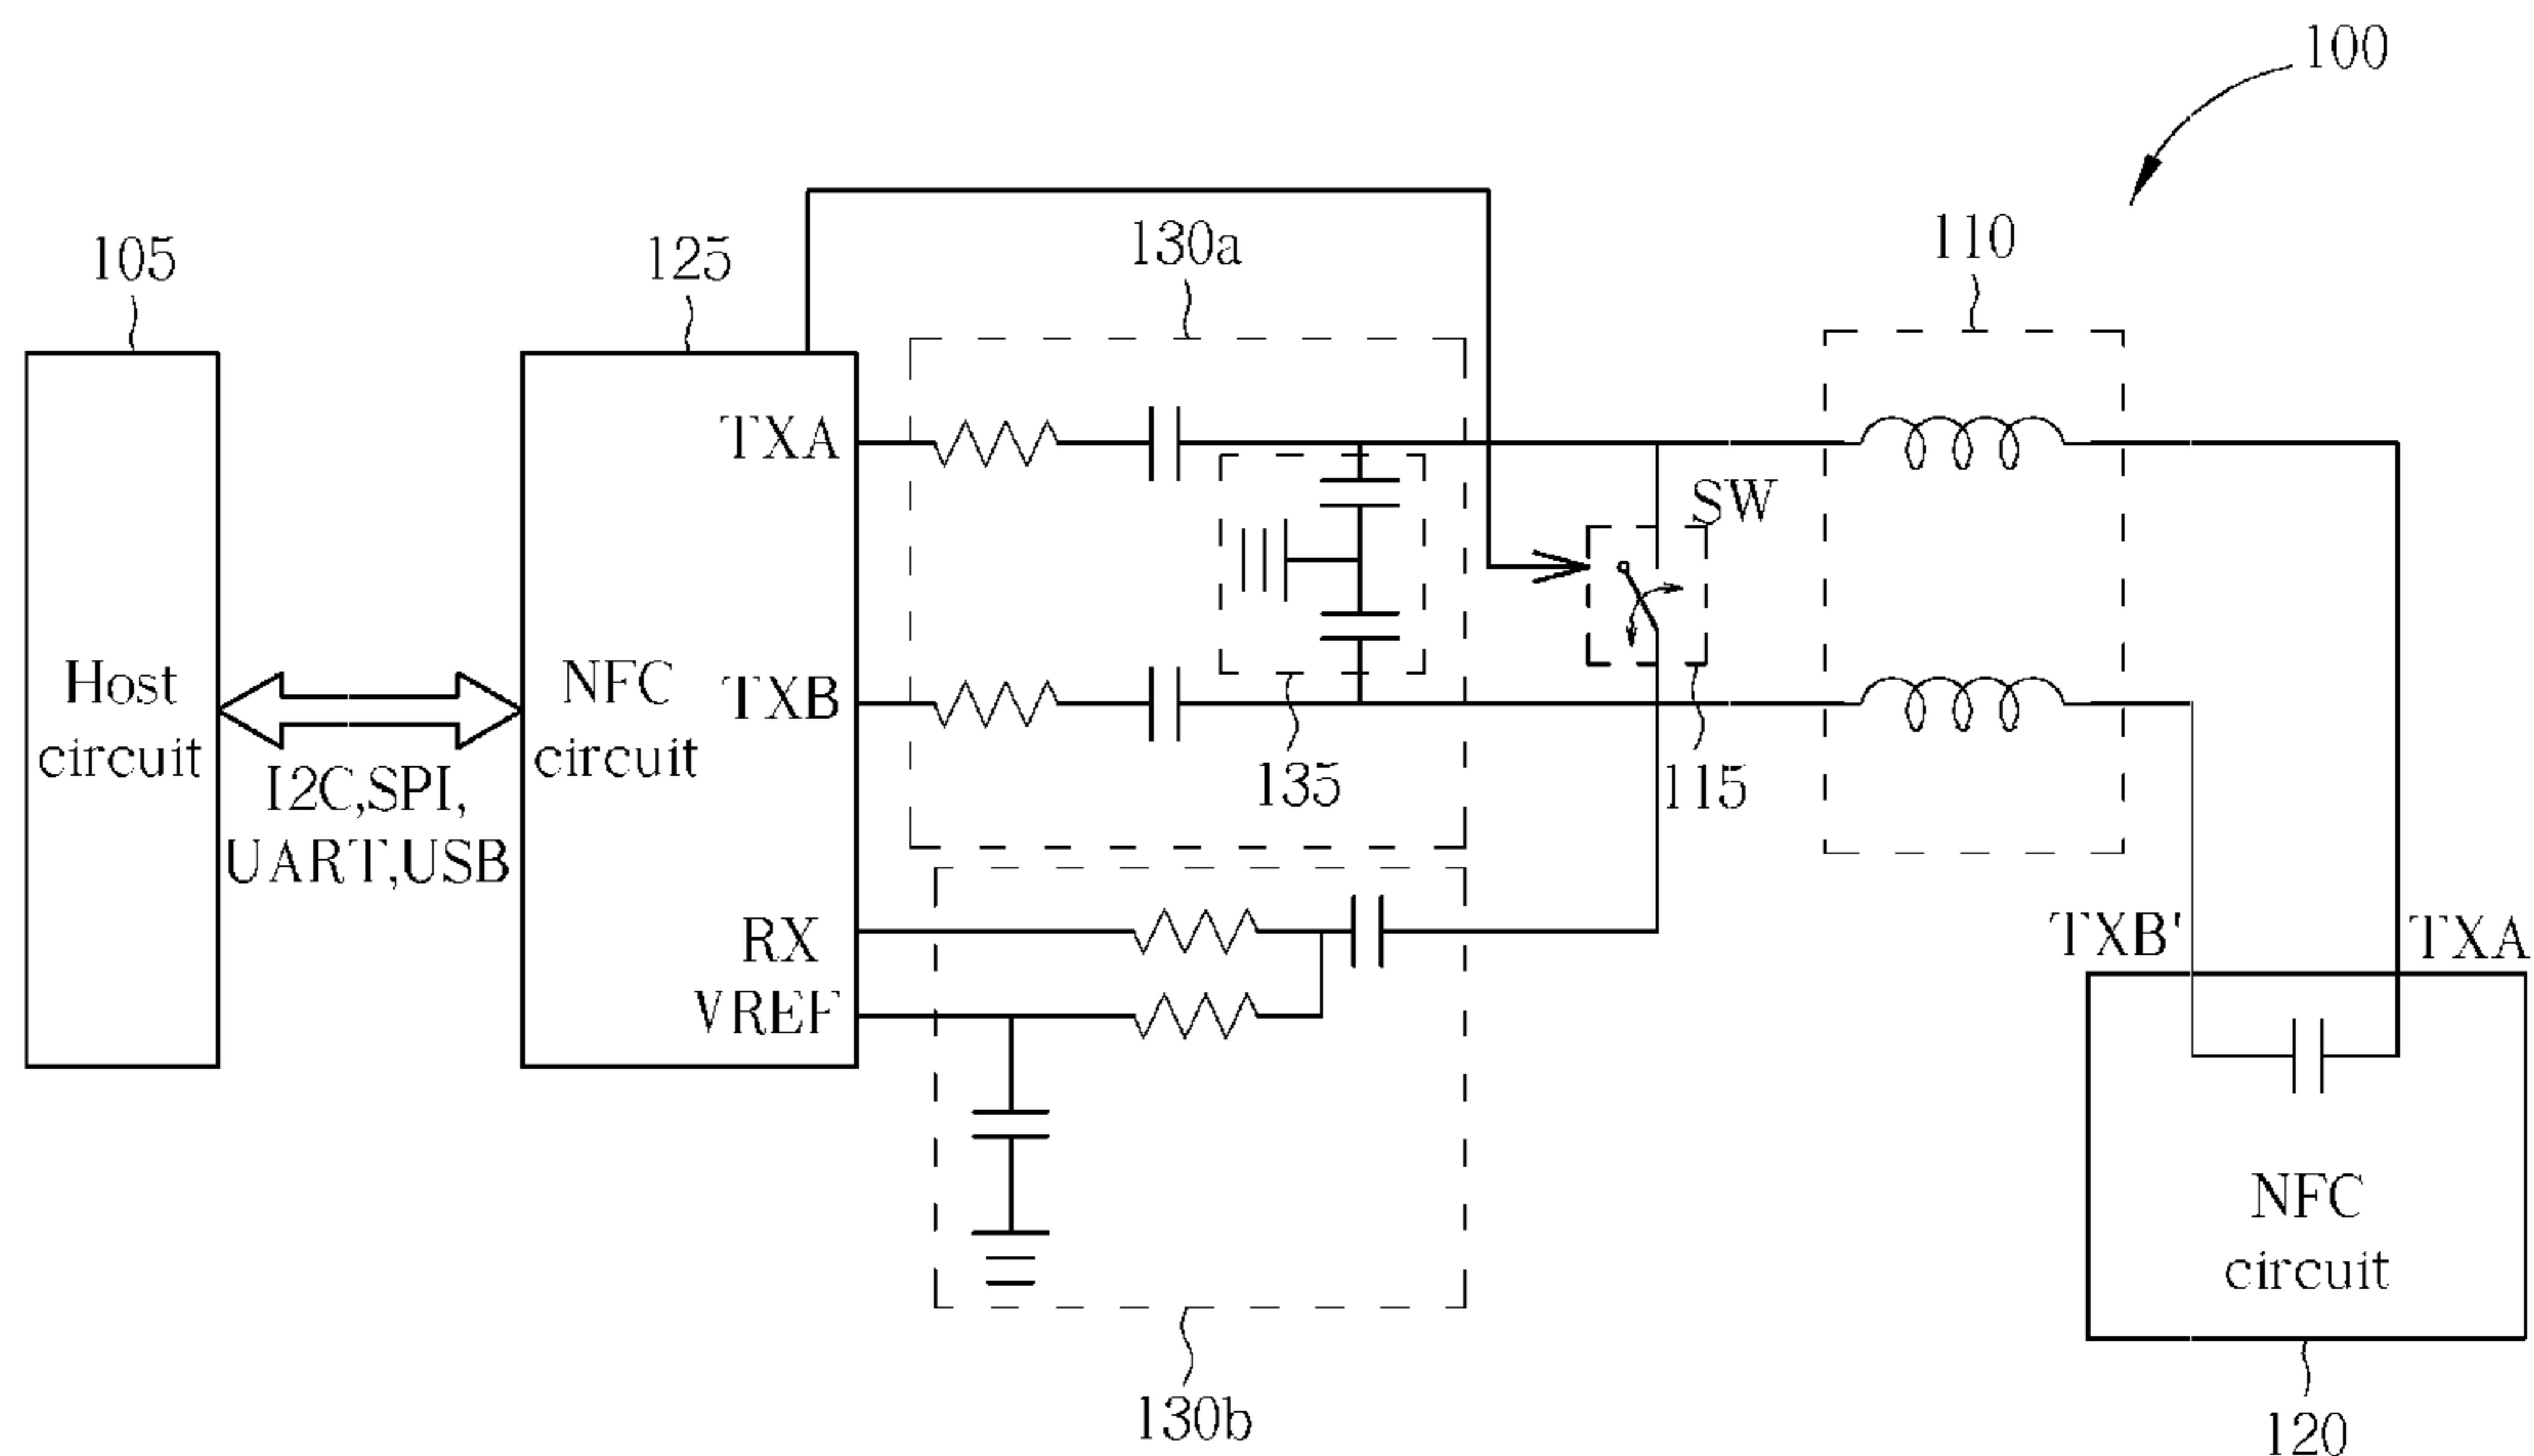 100
130a
110
105
125
TXA
SW
Host
circuit
NFC
circuit
TXB
I2C,SPI,
UART,USB
135
115
RX
VREF
TXB'
TXA
NFC
circuit
130b
120